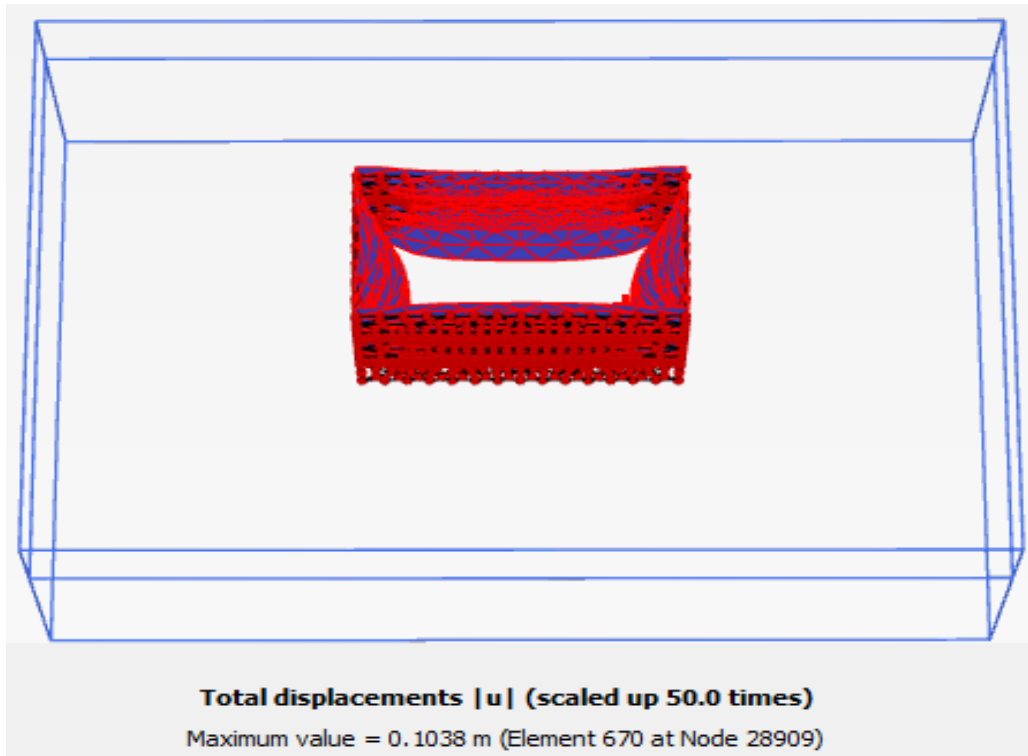 Total displacements |u| (scaled up 50.0 times)
Maximum value = 0.1038 m (Element 670 at Node 28909)